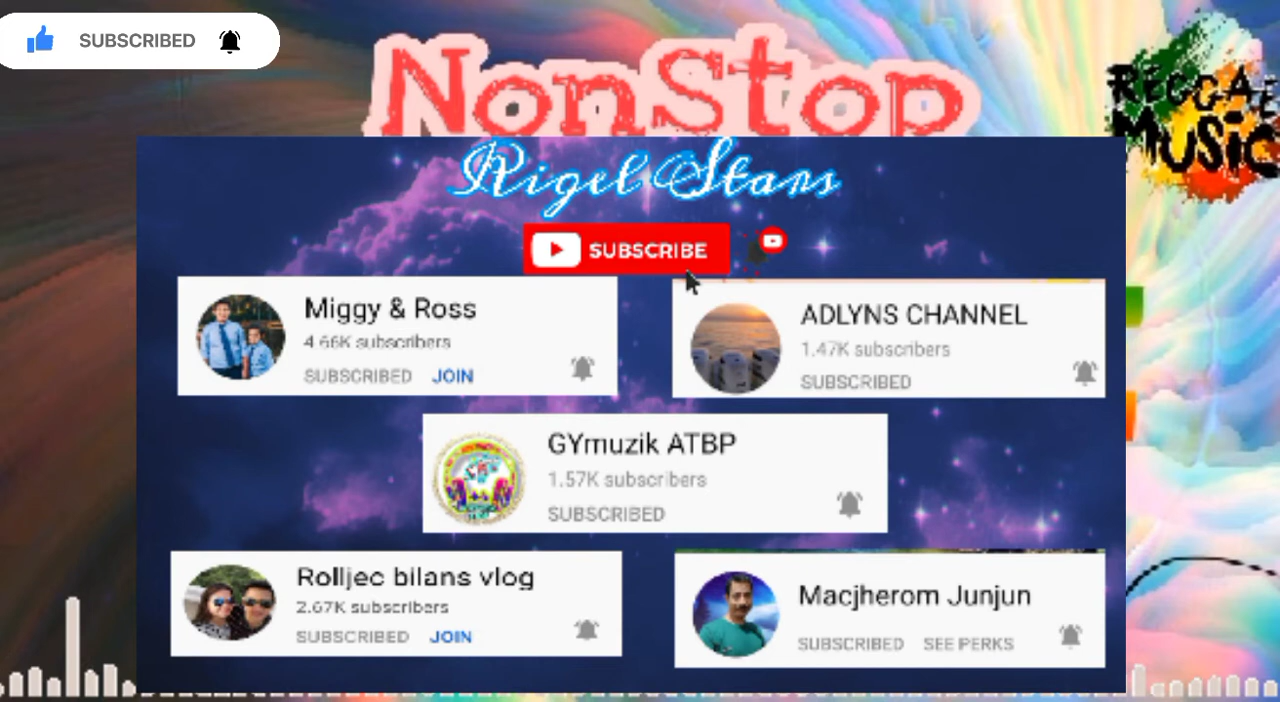 SUBSCRIBED
NonStop
REGGAE
MUSIC
Rigel Stars
SUBSCRIBE
Miggy & Ross
4.66K subscribers
SUBSCRIBED JOIN
ADLYNS CHANNEL
1.47K subscribers
SUBSCRIBED
GYmuzik ATBP
1.57K subscribers
SUBSCRIBED
Rolljec bilans vlog
2.67K subscribers
SUBSCRIBED JOIN
Macjherom Junjun
SUBSCRIBED SEE PERKS